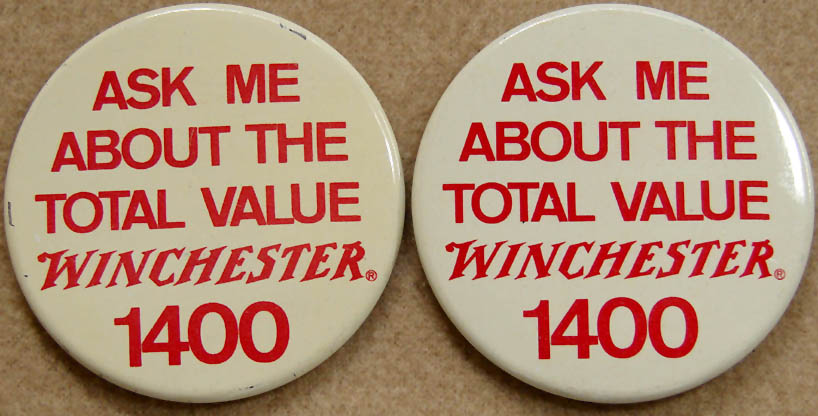 ASK ME
ABOUT THE
TOTAL VALUE
WINCHESTER®
1400
ASK ME
ABOUT THE
TOTAL VALUE
WINCHESTER®
1400